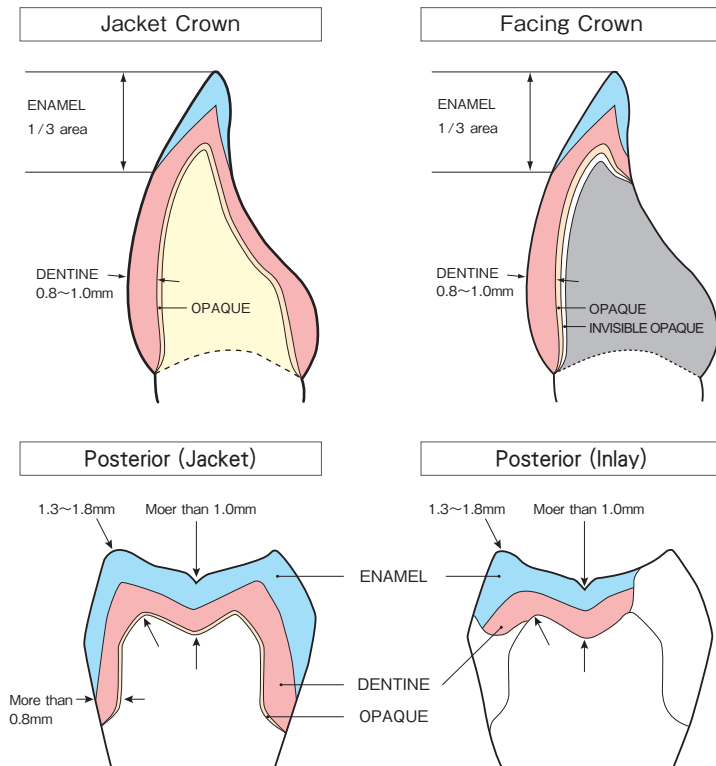 Jacket Crown
Facing Crown
ENAMEL
1/3 area
ENAMEL
1/3 area
DENTINE
0.8~1.0mm
OPAQUE
DENTINE
0.8~1.0mm
OPAQUE
INVISIBLE OPAQUE
Posterior (Jacket)
Posterior (Inlay)
1.3~1.8mm
Moer than 1.0mm
1.3~1.8mm
Moer than 1.0mm
ENAMEL
DENTINE
More than
0.8mm
OPAQUE